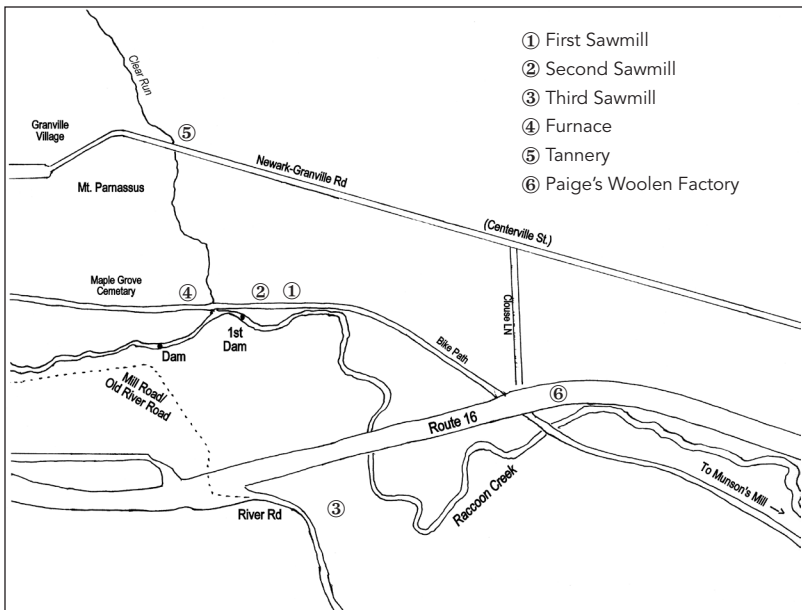 ① First Sawmill
② Second Sawmill
③ Third Sawmill
④ Furnace
⑤ Tannery
⑥ Paige's Woolen Factory
Clear Run
Granville
Village
⑤
Newark-Granville Rd
Mt. Parnassus
(Centerville St.)
Maple Grove
Cemetery
④
②
①
Clouse LN
1st
Dam
Dam
Bike Path
Mill Road/
Old River Road
⑥
Route 16
Raccoon Creek
To Munson's Mill
River Rd
③